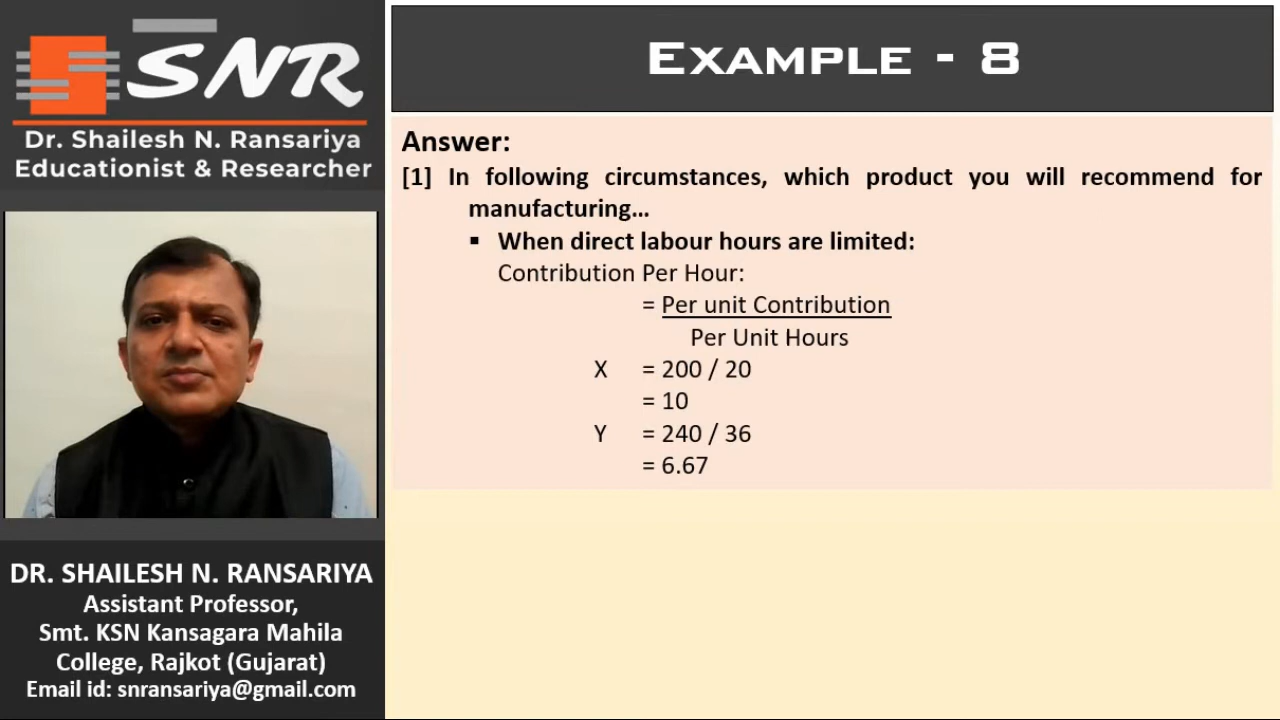 SNR
Dr. Shailesh N. Ransariya
Educationist & Researcher
DR. SHAILESH N. RANSARIYA
Assistant Professor,
Smt. KSN Kansagara Mahila
College, Rajkot (Gujarat)
Email id: snransariya@gmail.com
EXAMPLE - 8
Answer:
[1] In following circumstances, which product you will recommend for
manufacturing...
▪ When direct labour hours are limited:
Contribution Per Hour:
= Per unit Contribution
Per Unit Hours
X = 200 / 20
= 10
Y = 240 / 36
= 6.67